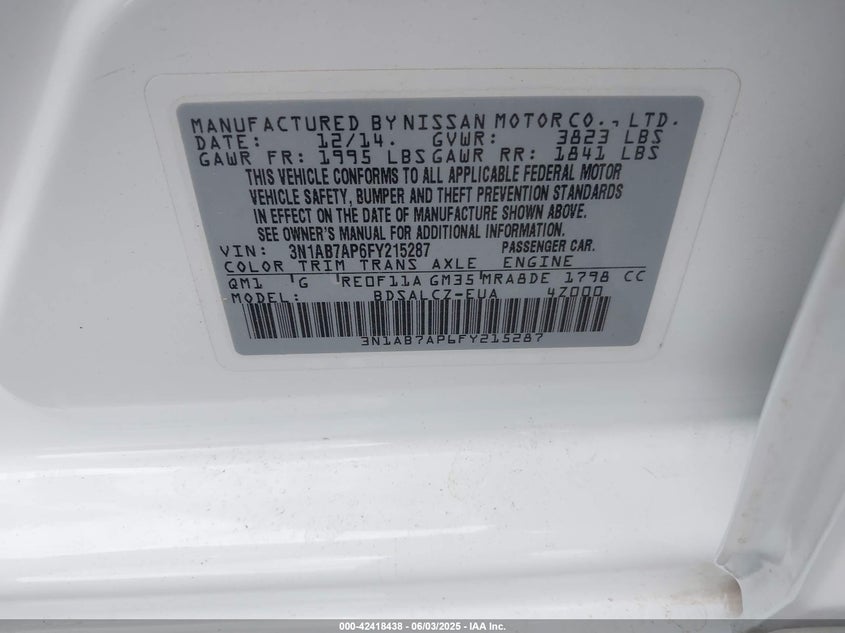 MANUFACTURED BY NISSAN MOTOR CO., LTD.
DATE: 12/14. GVWR: 3823 LBS
GAWR FR: 1995 LBS GAWR RR: 1841 LBS
THIS VEHICLE CONFORMS TO ALL APPLICABLE FEDERAL MOTOR
VEHICLE SAFETY, BUMPER AND THEFT PREVENTION STANDARDS
IN EFFECT ON THE DATE OF MANUFACTURE SHOWN ABOVE.
SEE OWNER'S MANUAL FOR ADDITIONAL INFORMATION.
VIN: 3N1AB7AP6FY215287 PASSENGER CAR.
COLOR TRIM TRANS AXLE ENGINE
QM1 G RE0F11A GM35 MRA8DE 1798 CC
MODEL: BDSALCZ-EUA 4Z000
3N1AB7AP6FY215287
000-42418438 - 06/03/2025 - IAA Inc.